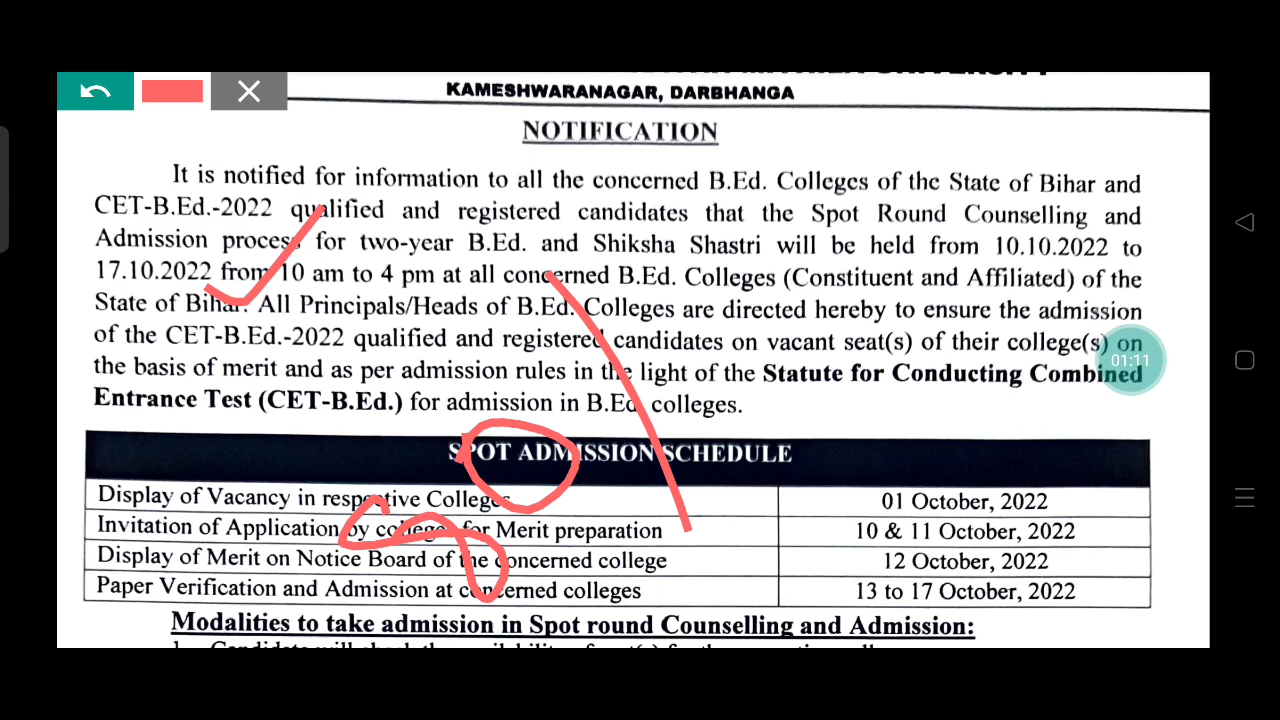 KAMESHWARANAGAR, DARBHANGA
NOTIFICATION
It is notified for information to all the concerned B.Ed. Colleges of the State of Bihar and
CET-B.Ed.-2022 qualified and registered candidates that the Spot Round Counselling and
Admission process for two-year B.Ed. and Shiksha Shastri will be held from 10.10.2022 to
17.10.2022 from 10 am to 4 pm at all concerned B.Ed. Colleges (Constituent and Affiliated) of the
State of Bihar. All Principals/Heads of B.Ed. Colleges are directed hereby to ensure the admission
of the CET-B.Ed.-2022 qualified and registered candidates on vacant seat(s) of their college(s) on
01:11
the basis of merit and as per admission rules in the light of the Statute for Conducting Combined
Entrance Test (CET-B.Ed.) for admission in B.Ed. colleges.
SPOT ADMISSION SCHEDULE
Display of Vacancy in respective Colleges 01 October, 2022
Invitation of Application by colleges for Merit preparation 10 & 11 October, 2022
Display of Merit on Notice Board of the concerned college 12 October, 2022
Paper Verification and Admission at concerned colleges 13 to 17 October, 2022
Modalities to take admission in Spot round Counselling and Admission: